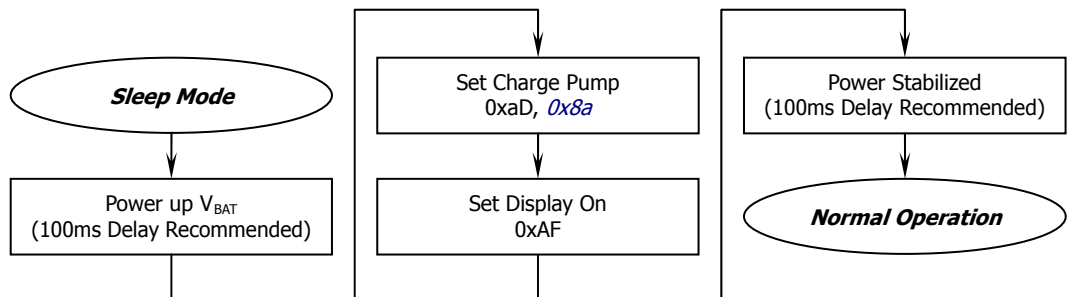 Sleep Mode
Power up VBAT
(100ms Delay Recommended)
Set Charge Pump
0xaD, 0x8a
Set Display On
0xAF
Power Stabilized
(100ms Delay Recommended)
Normal Operation